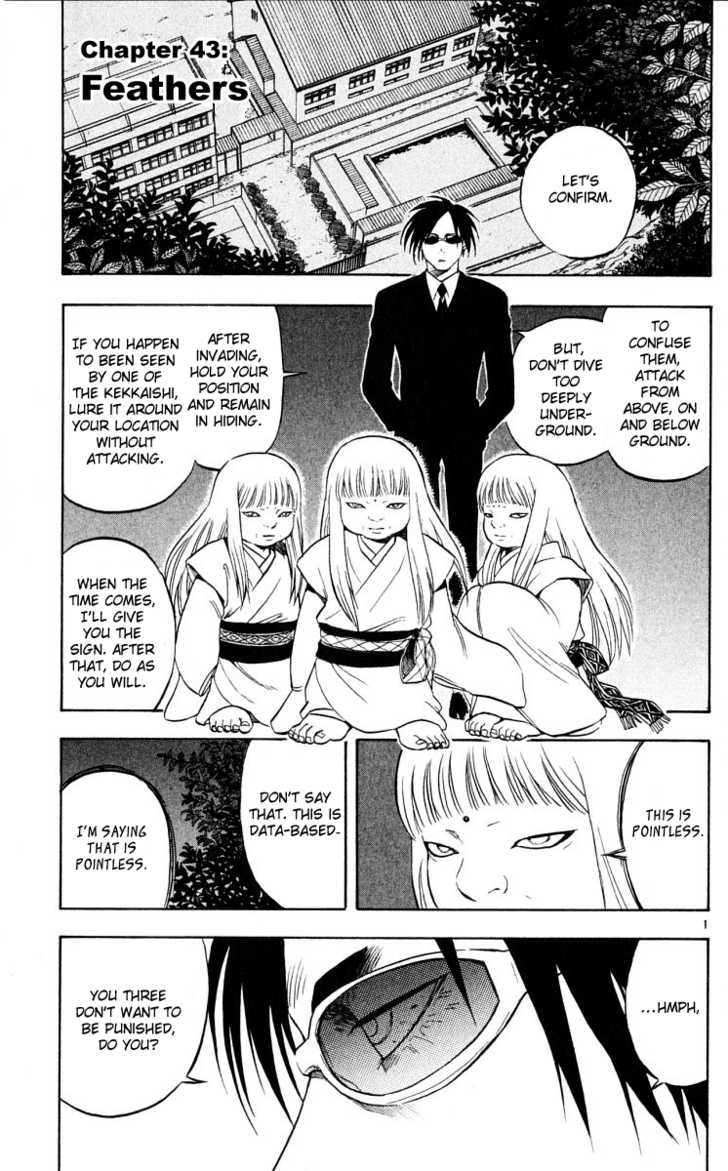 Chapter 43:
Feathers
LET'S
CONFIRM.
TO
CONFUSE
THEM,
ATTACK
FROM
ABOVE, ON
AND BELOW
GROUND.
BUT,
DON'T DIVE
TOO
DEEPLY
UNDER-
GROUND.
AFTER
INVADING,
HOLD YOUR
POSITION
AND REMAIN
IN HIDING.
IF YOU HAPPEN
TO BEEN SEEN
BY ONE OF
THE KEKKAISHI,
LURE IT AROUND
YOUR LOCATION
WITHOUT
ATTACKING.
WHEN THE
TIME COMES,
I'LL GIVE
YOU THE
SIGN. AFTER
THAT, DO AS
YOU WILL.
THIS IS
POINTLESS.
DON'T SAY
THAT. THIS IS
DATA-BASED.
I'M SAYING
THAT IS
POINTLESS.
1
...HMPH,
YOU THREE
DON'T WANT TO
BE PUNISHED,
DO YOU?